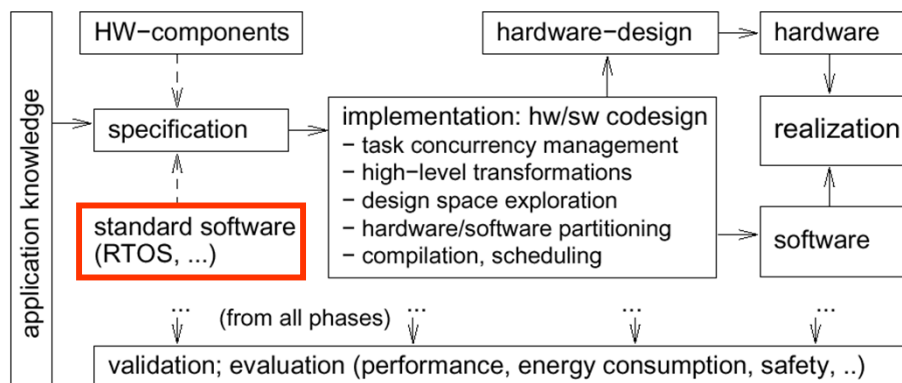 application knowledge
HW−components
specification
standard software
(RTOS, ...)
implementation: hw/sw codesign
− task concurrency management
− high−level transformations
− design space exploration
− hardware/software partitioning
− compilation, scheduling
hardware−design
hardware
realization
software
... (from all phases) ... ... ...
validation; evaluation (performance, energy consumption, safety, ..)